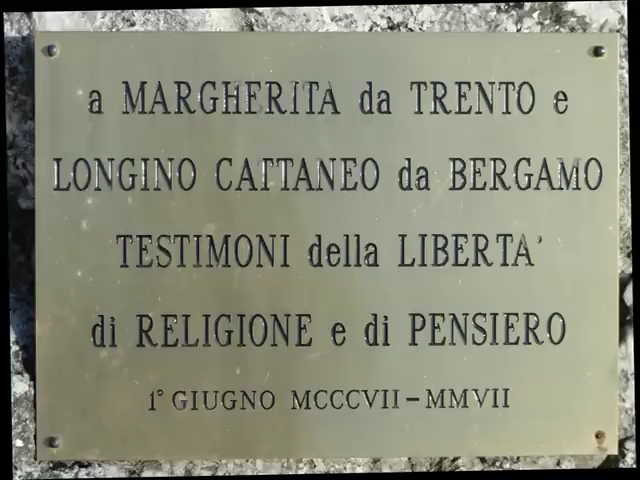 a MARGHERITA da TRENTO e
LONGINO CATTANEO da BERGAMO
TESTIMONI della LIBERTA'
di RELIGIONE e di PENSIERO
1° GIUGNO MCCCVII-MMVII